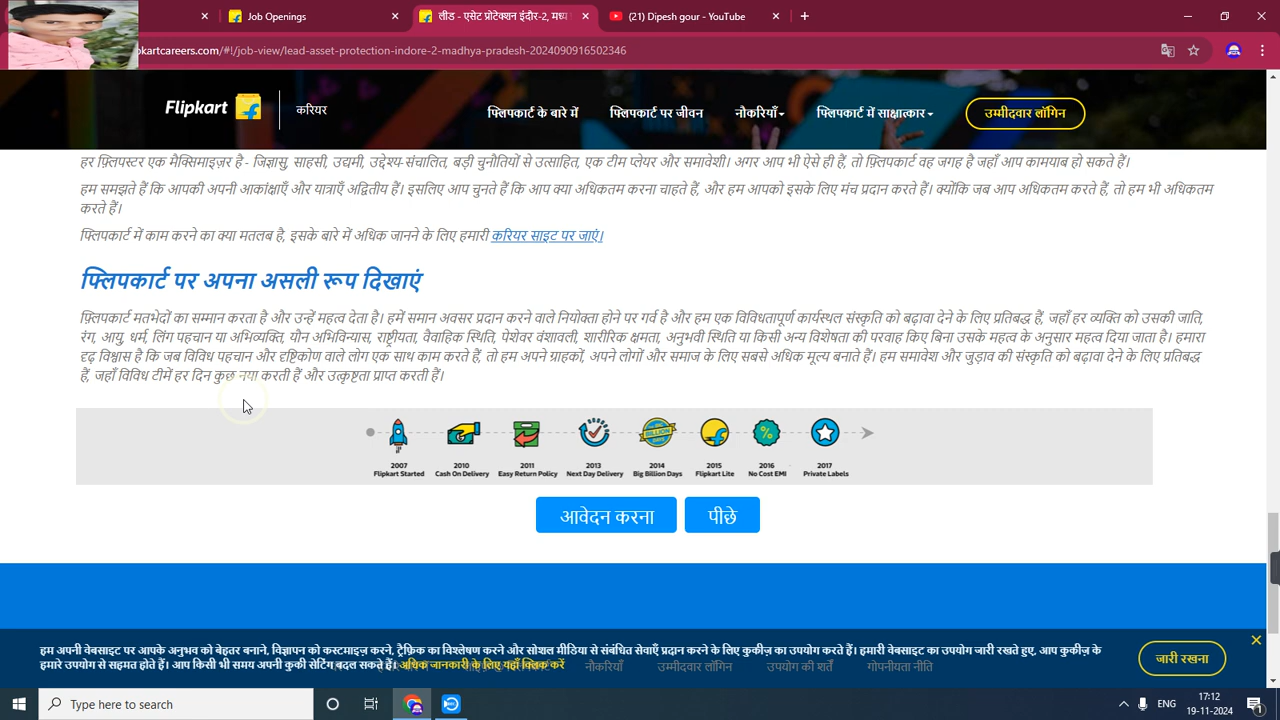 Job Openings
लीड - एसेट प्रोटेक्शन इंदौर-2, मध्य
(21) Dipesh gour - YouTube
kartcareers.com/#!/job-view/lead-asset-protection-indore-2-madhya-pradesh-2024090916502346
Flipkart
करियर
फ्लिपकार्ट के बारे में
फ्लिपकार्ट पर जीवन
नौकरियाँ
फ्लिपकार्ट में साक्षात्कार
उम्मीदवार लॉगिन
हर फ़्लिपस्टर एक मैक्सिमाइज़र है - जिज्ञासु, साहसी, उद्यमी, उद्देश्य-संचालित, बड़ी चुनौतियों से उत्साहित, एक टीम प्लेयर और समावेशी। अगर आप भी ऐसे ही हैं, तो फ़्लिपकार्ट वह जगह है जहाँ आप कामयाब हो सकते हैं।
हम समझते हैं कि आपकी अपनी आकांक्षाएँ और यात्राएँ अद्वितीय हैं। इसलिए आप चुनते हैं कि आप क्या अधिकतम करना चाहते हैं, और हम आपको इसके लिए मंच प्रदान करते हैं। क्योंकि जब आप अधिकतम करते हैं, तो हम भी अधिकतम
करते हैं।
फ्लिपकार्ट में काम करने का क्या मतलब है, इसके बारे में अधिक जानने के लिए हमारी करियर साइट पर जाएं।
फ्लिपकार्ट पर अपना असली रूप दिखाएं
फ़्लिपकार्ट मतभेदों का सम्मान करता है और उन्हें महत्व देता है। हमें समान अवसर प्रदान करने वाले नियोक्ता होने पर गर्व है और हम एक विविधतापूर्ण कार्यस्थल संस्कृति को बढ़ावा देने के लिए प्रतिबद्ध हैं, जहाँ हर व्यक्ति को उसकी जाति,
रंग, आयु, धर्म, लिंग पहचान या अभिव्यक्ति, यौन अभिविन्यास, राष्ट्रीयता, वैवाहिक स्थिति, पेशेवर वंशावली, शारीरिक क्षमता, अनुभवी स्थिति या किसी अन्य विशेषता की परवाह किए बिना उसके महत्व के अनुसार महत्व दिया जाता है। हमारा
दृढ़ विश्वास है कि जब विविध पहचान और दृष्टिकोण वाले लोग एक साथ काम करते हैं, तो हम अपने ग्राहकों, अपने लोगों और समाज के लिए सबसे अधिक मूल्य बनाते हैं। हम समावेश और जुड़ाव की संस्कृति को बढ़ावा देने के लिए प्रतिबद्ध
हैं, जहाँ विविध टीमें हर दिन कुछ नया करती हैं और उत्कृष्टता प्राप्त करती हैं।
2007 2010 2011 2013 2014 2015 2016 2017
Flipkart Started Cash On Delivery Easy Return Policy Next Day Delivery Big Billion Days Flipkart Lite No Cost EMI Private Labels
आवेदन करना
पीछे
हम अपनी वेबसाइट पर आपके अनुभव को बेहतर बनाने, विज्ञापन को कस्टमाइज़ करने, ट्रैफ़िक का विश्लेषण करने और सोशल मीडिया से संबंधित सेवाएँ प्रदान करने के लिए कुकीज़ का उपयोग करते हैं। हमारी वेबसाइट का उपयोग जारी रखते हुए, आप कुकीज़ के
हमारे उपयोग से सहमत होते हैं। आप किसी भी समय अपनी कुकी सेटिंग बदल सकते हैं। अधिक जानकारी के लिए यहाँ क्लिक करें
नौकरियाँ
उम्मीदवार लॉगिन
उपयोग की शर्तें
गोपनीयता नीति
जारी रखना
Type here to search
ENG
17:12
19-11-2024